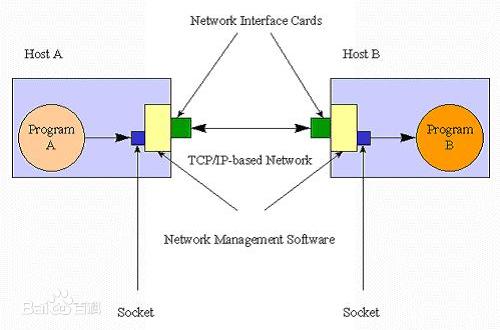 Network Interface Cards
Host A
Host B
Program
A
Program
B
TCP/IP-based Network
Network Management Software
Socket
Socket
Bai百科